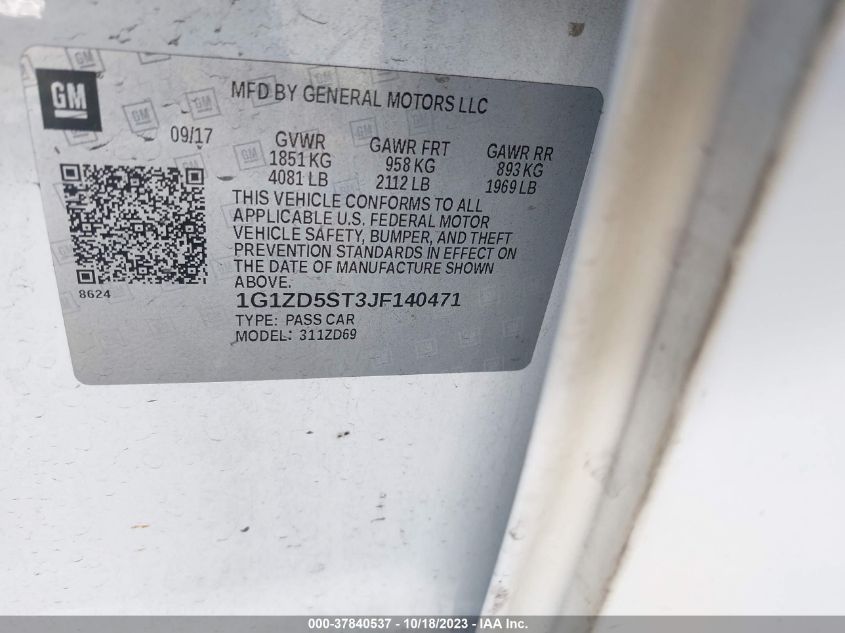 GM
MFD BY GENERAL MOTORS LLC
09/17
GVWR
1851 KG
4081 LB
GAWR FRT
958 KG
2112 LB
GAWR RR
893 KG
1969 LB
THIS VEHICLE CONFORMS TO ALL
APPLICABLE U.S. FEDERAL MOTOR
VEHICLE SAFETY, BUMPER, AND THEFT
PREVENTION STANDARDS IN EFFECT ON
THE DATE OF MANUFACTURE SHOWN
ABOVE.
8624
1G1ZD5ST3JF140471
TYPE: PASS CAR
MODEL: 311ZD69
000-37840537 - 10/18/2023 - IAA Inc.